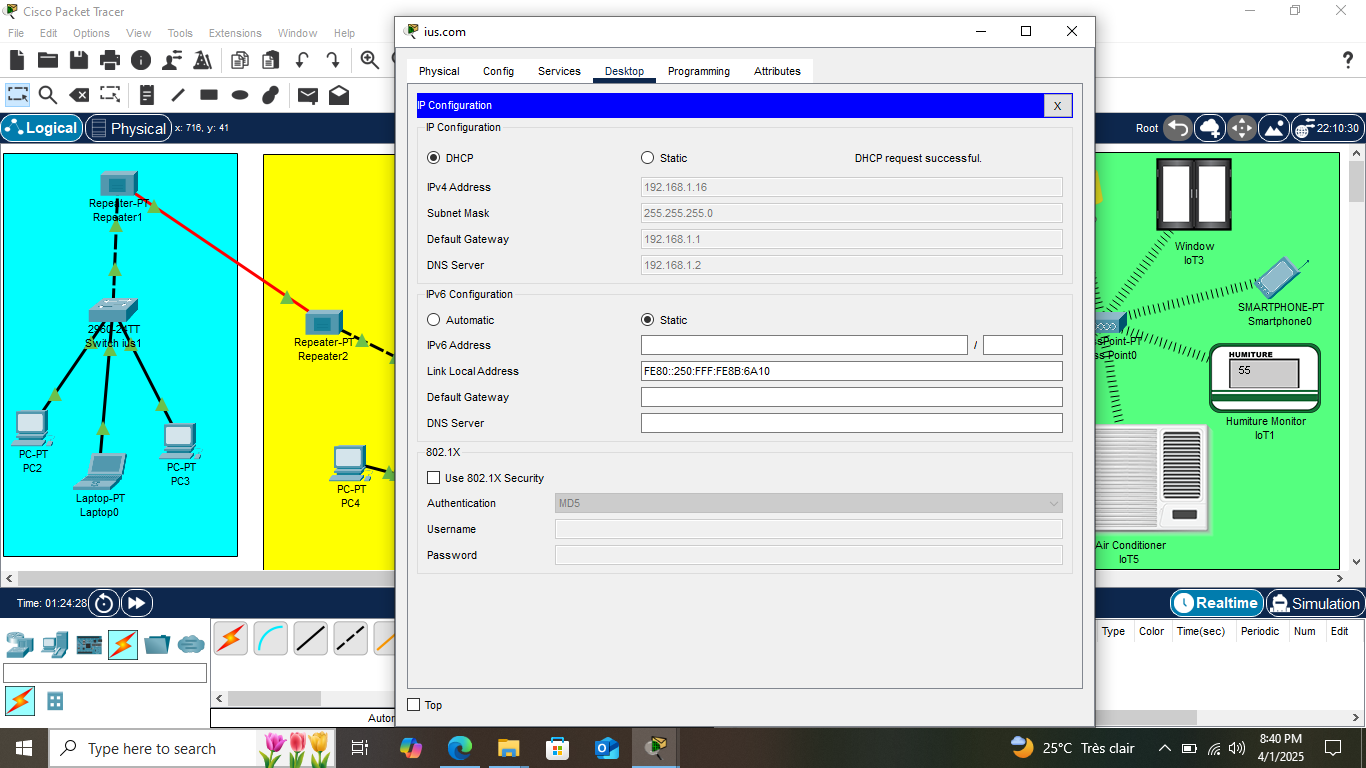 Cisco Packet Tracer
File Edit Options View Tools Extensions Window Help
Logical
Physical
x: 716, y: 41
Root
22:10:30
Repeater-PT
Repeater1
2960-24TT
Switch ius1
PC-PT
PC2
Laptop-PT
Laptop0
PC-PT
PC3
Repeater-PT
Repeater2
PC-PT
PC4
ius.com
Physical Config Services Desktop Programming Attributes
IP Configuration
X
IP Configuration
DHCP
Static
DHCP request successful.
IPv4 Address
192.168.1.16
Subnet Mask
255.255.255.0
Default Gateway
192.168.1.1
DNS Server
192.168.1.2
IPv6 Configuration
Automatic
Static
IPv6 Address
/
Link Local Address
FE80::250:FFF:FE8B:6A10
Default Gateway
DNS Server
802.1X
Use 802.1X Security
Authentication
MD5
Username
Password
Top
Window
IoT3
SMARTPHONE-PT
Smartphone0
ssPoint-PT
ss Point0
HUMITURE
55
Humiture Monitor
IoT1
Air Conditioner
IoT5
Time: 01:24:28
Realtime
Simulation
Type Color Time(sec) Periodic Num Edit
Autor
Type here to search
25°C Très clair
8:40 PM
4/1/2025